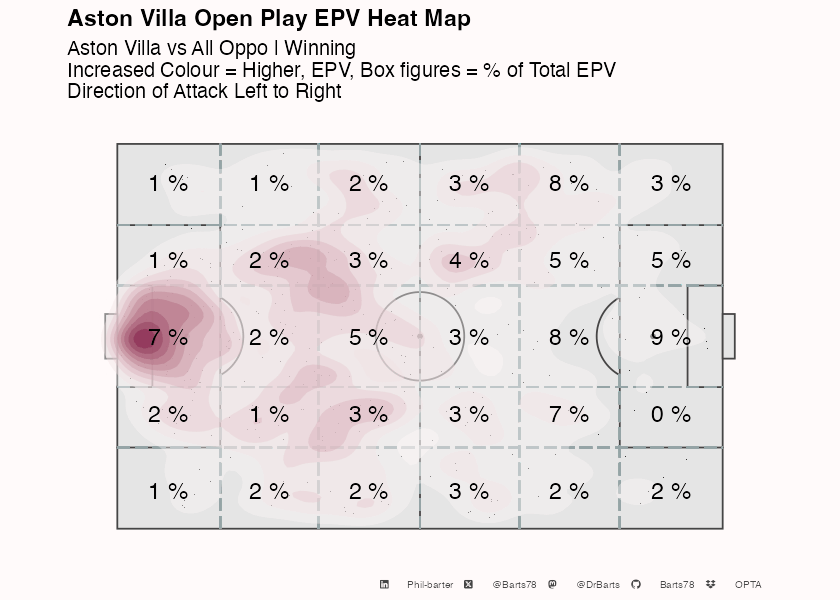 Aston Villa Open Play EPV Heat Map
Aston Villa vs All Oppo | Winning
Increased Colour = Higher, EPV, Box figures = % of Total EPV
Direction of Attack Left to Right
1 % 1 % 2 % 3 % 8 % 3 %
1 % 2 % 3 % 4 % 5 % 5 %
7 % 2 % 5 % 3 % 8 % 9 %
2 % 1 % 3 % 3 % 7 % 0 %
1 % 2 % 2 % 3 % 2 % 2 %
Phil-barter @Barts78 @DrBarts Barts78 OPTA